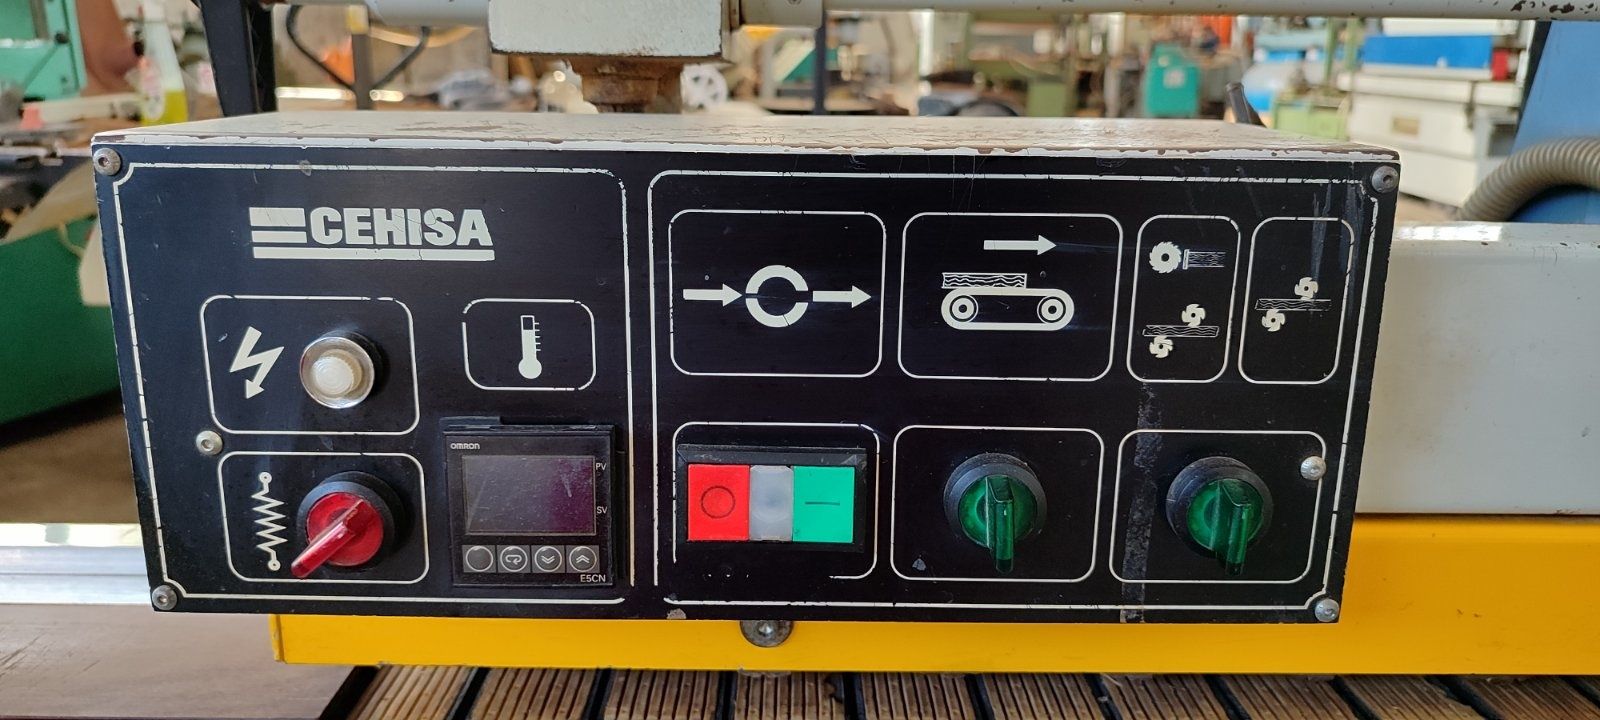 CEHISA
OMRON
PV
SV
E5CN